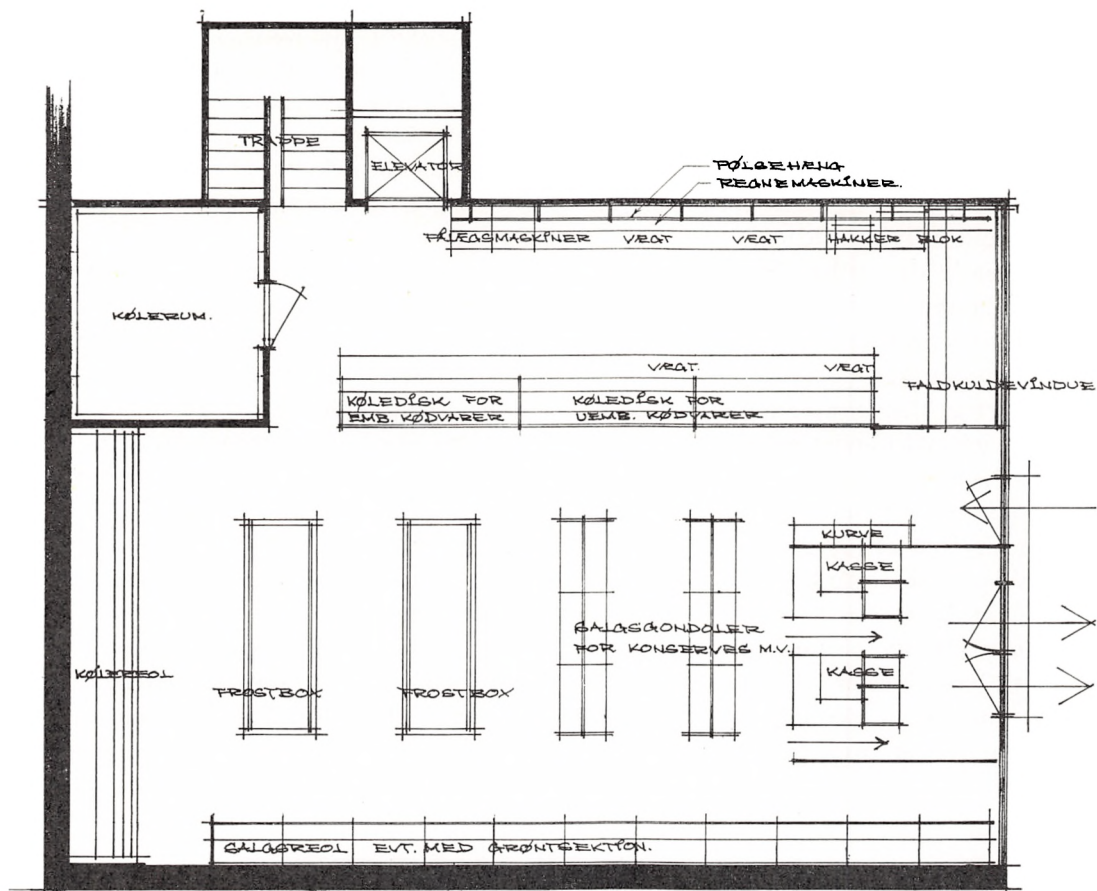 TRAPPE
ELEVATOR
PØLSEHÆNG
REGNEMASKINER.
PÅLÆGSMASKINER VÆGT VÆGT HAKKER BLOK
KØLERUM.
VÆGT. VÆGT
FALDKULDEVINDUE
KØLEDISK FOR
EMB. KØDVARER
KØLEDISK FOR
UEMB. KØDVARER
KURVE
KASSE
SALGSGONDOLER
FOR KONSERVES M.V.
KASSE
KØLEREOL
FROSTBOX FROSTBOX
SALGSREOL EVT. MED GRØNTSEKTION.